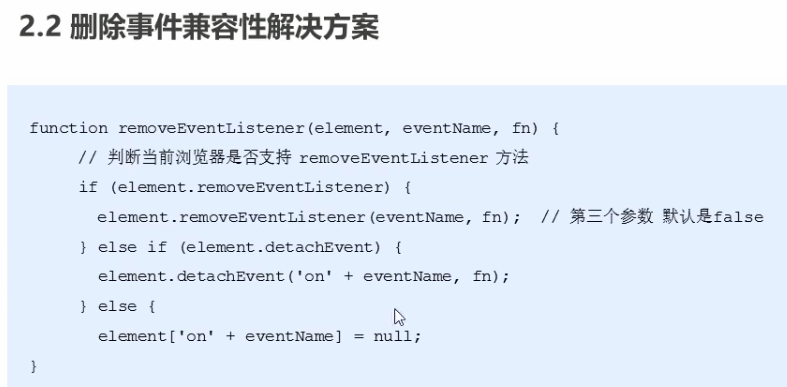 2.2 删除事件兼容性解决方案
function removeEventListener(element, eventName, fn) {
// 判断当前浏览器是否支持 removeEventListener 方法
if (element.removeEventListener) {
element.removeEventListener(eventName, fn);  // 第三个参数 默认是false
} else if (element.detachEvent) {
element.detachEvent('on' + eventName, fn);
} else {
element['on' + eventName] = null;
}